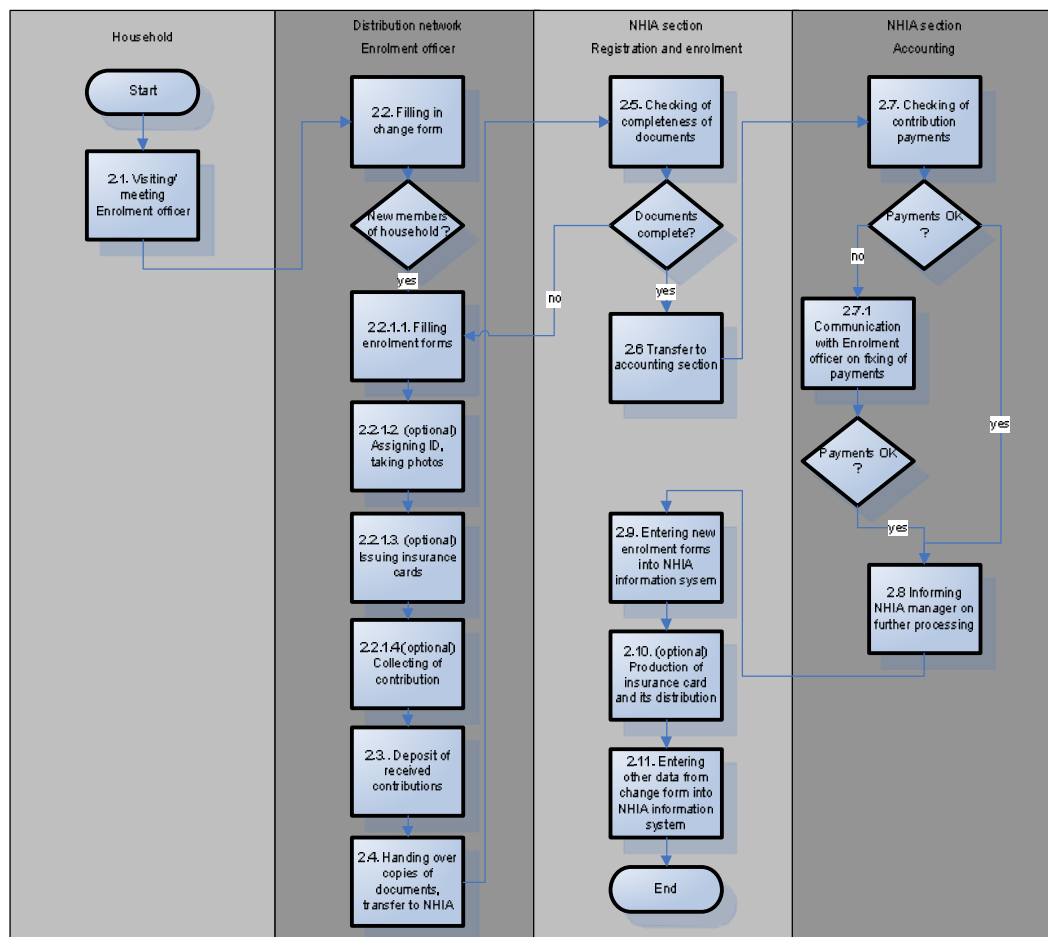 Household
Start
2.1. Visiting/
meeting
Enrolment officer
Distribution network
Enrolment officer
2.2. Filling in
change form
New members
of household ?
yes
2.2.1.1. Filling
enrolment forms
2.2.1.2. (optional)
Assigning ID,
taking photos
2.2.1.3. (optional)
Issuing insurance
cards
2.2.1.4(optional)
Collecting of
contribution
2.3. . Deposit of
received
contributions
2.4. Handing over
copies of
documents,
transfer to NHIA
NHIA section
Registration and enrolment
2.5. Checking of
completeness of
documents
Documents
complete?
no
yes
2.6 Transfer to
accounting section
2.9. Entering new
enrolment forms
into NHIA
information sysem
2.10. (optional)
Production of
insurance card
and its distribution
2.11. Entering
other data from
change form into
NHIA information
system
End
NHIA section
Accounting
2.7. Checking of
contribution
payments
Payments OK
?
no
yes
2.7.1
Communication
with Enrolment
officer on fixing of
payments
Payments OK
?
yes
2.8 Informing
NHIA manager on
further processing